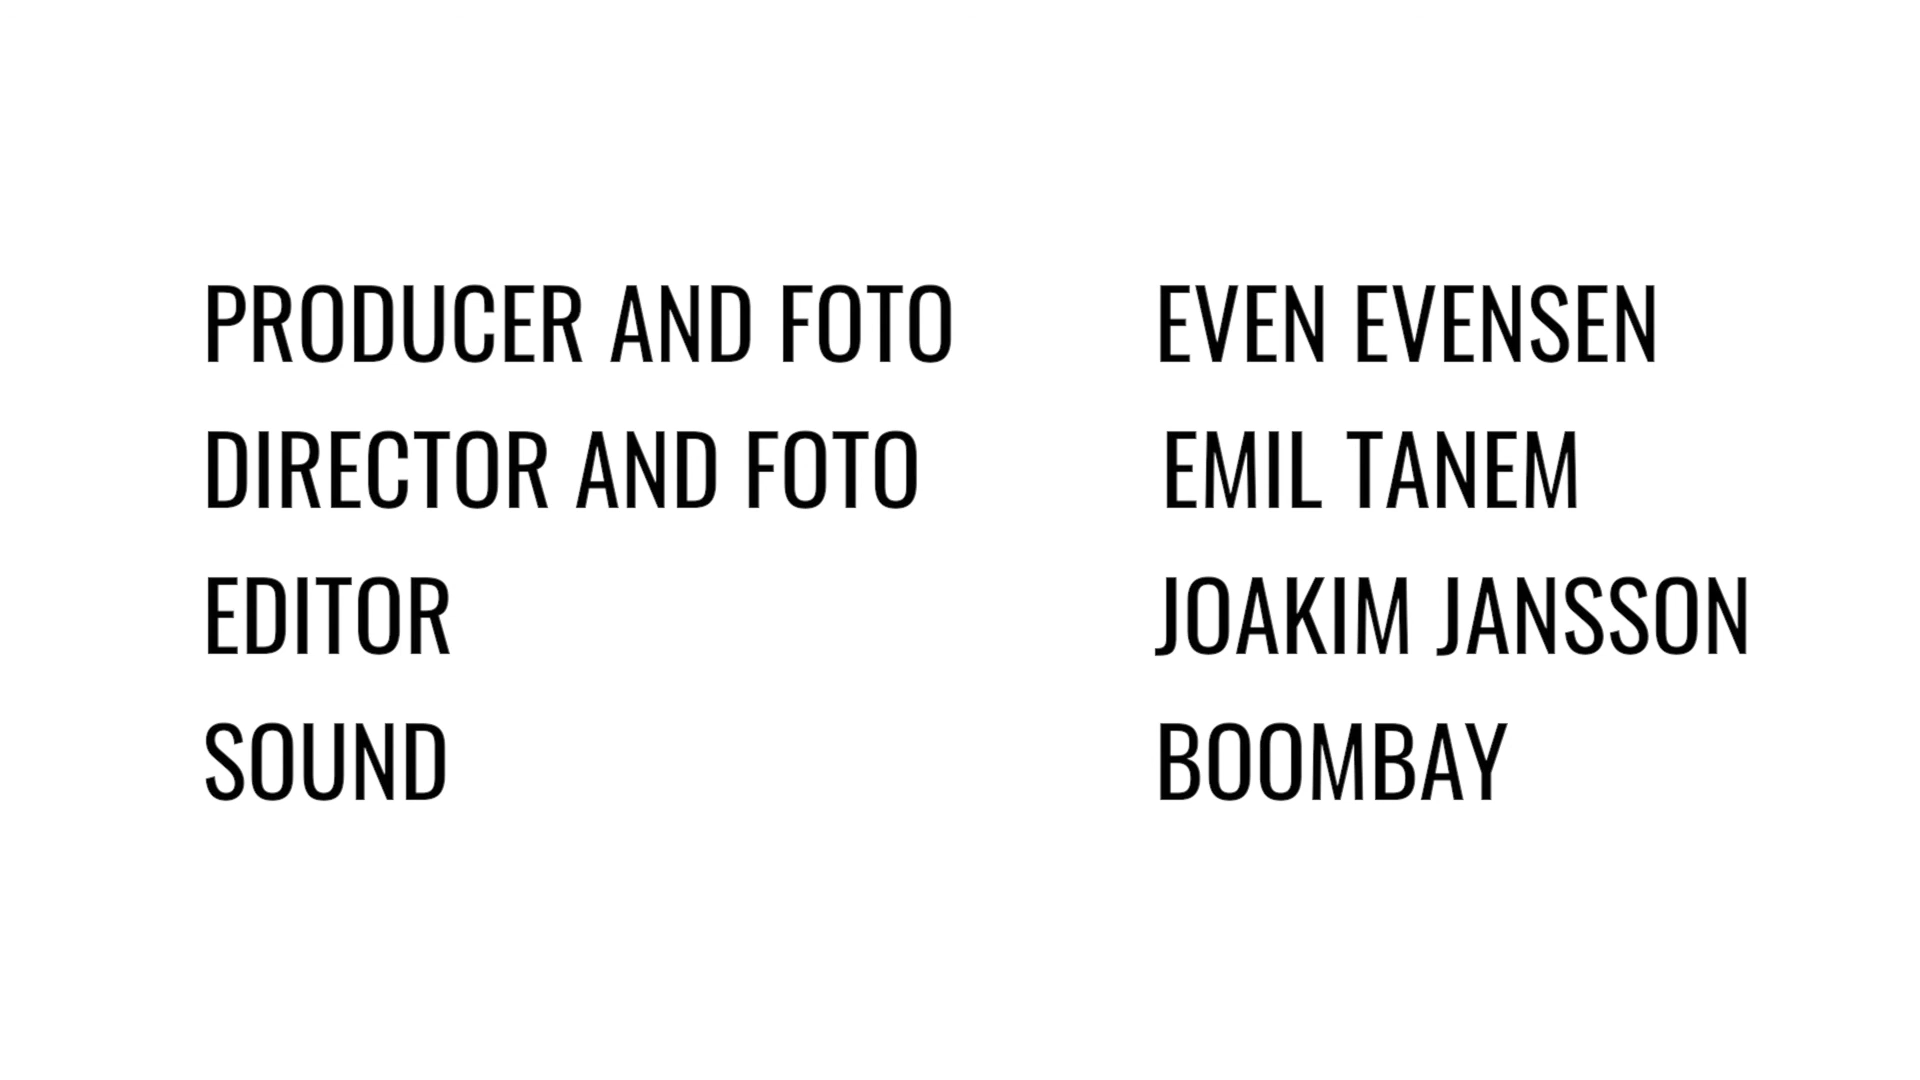 PRODUCER AND FOTO EVEN EVENSEN
DIRECTOR AND FOTO EMIL TANEM
EDITOR JOAKIM JANSSON
SOUND BOOMBAY